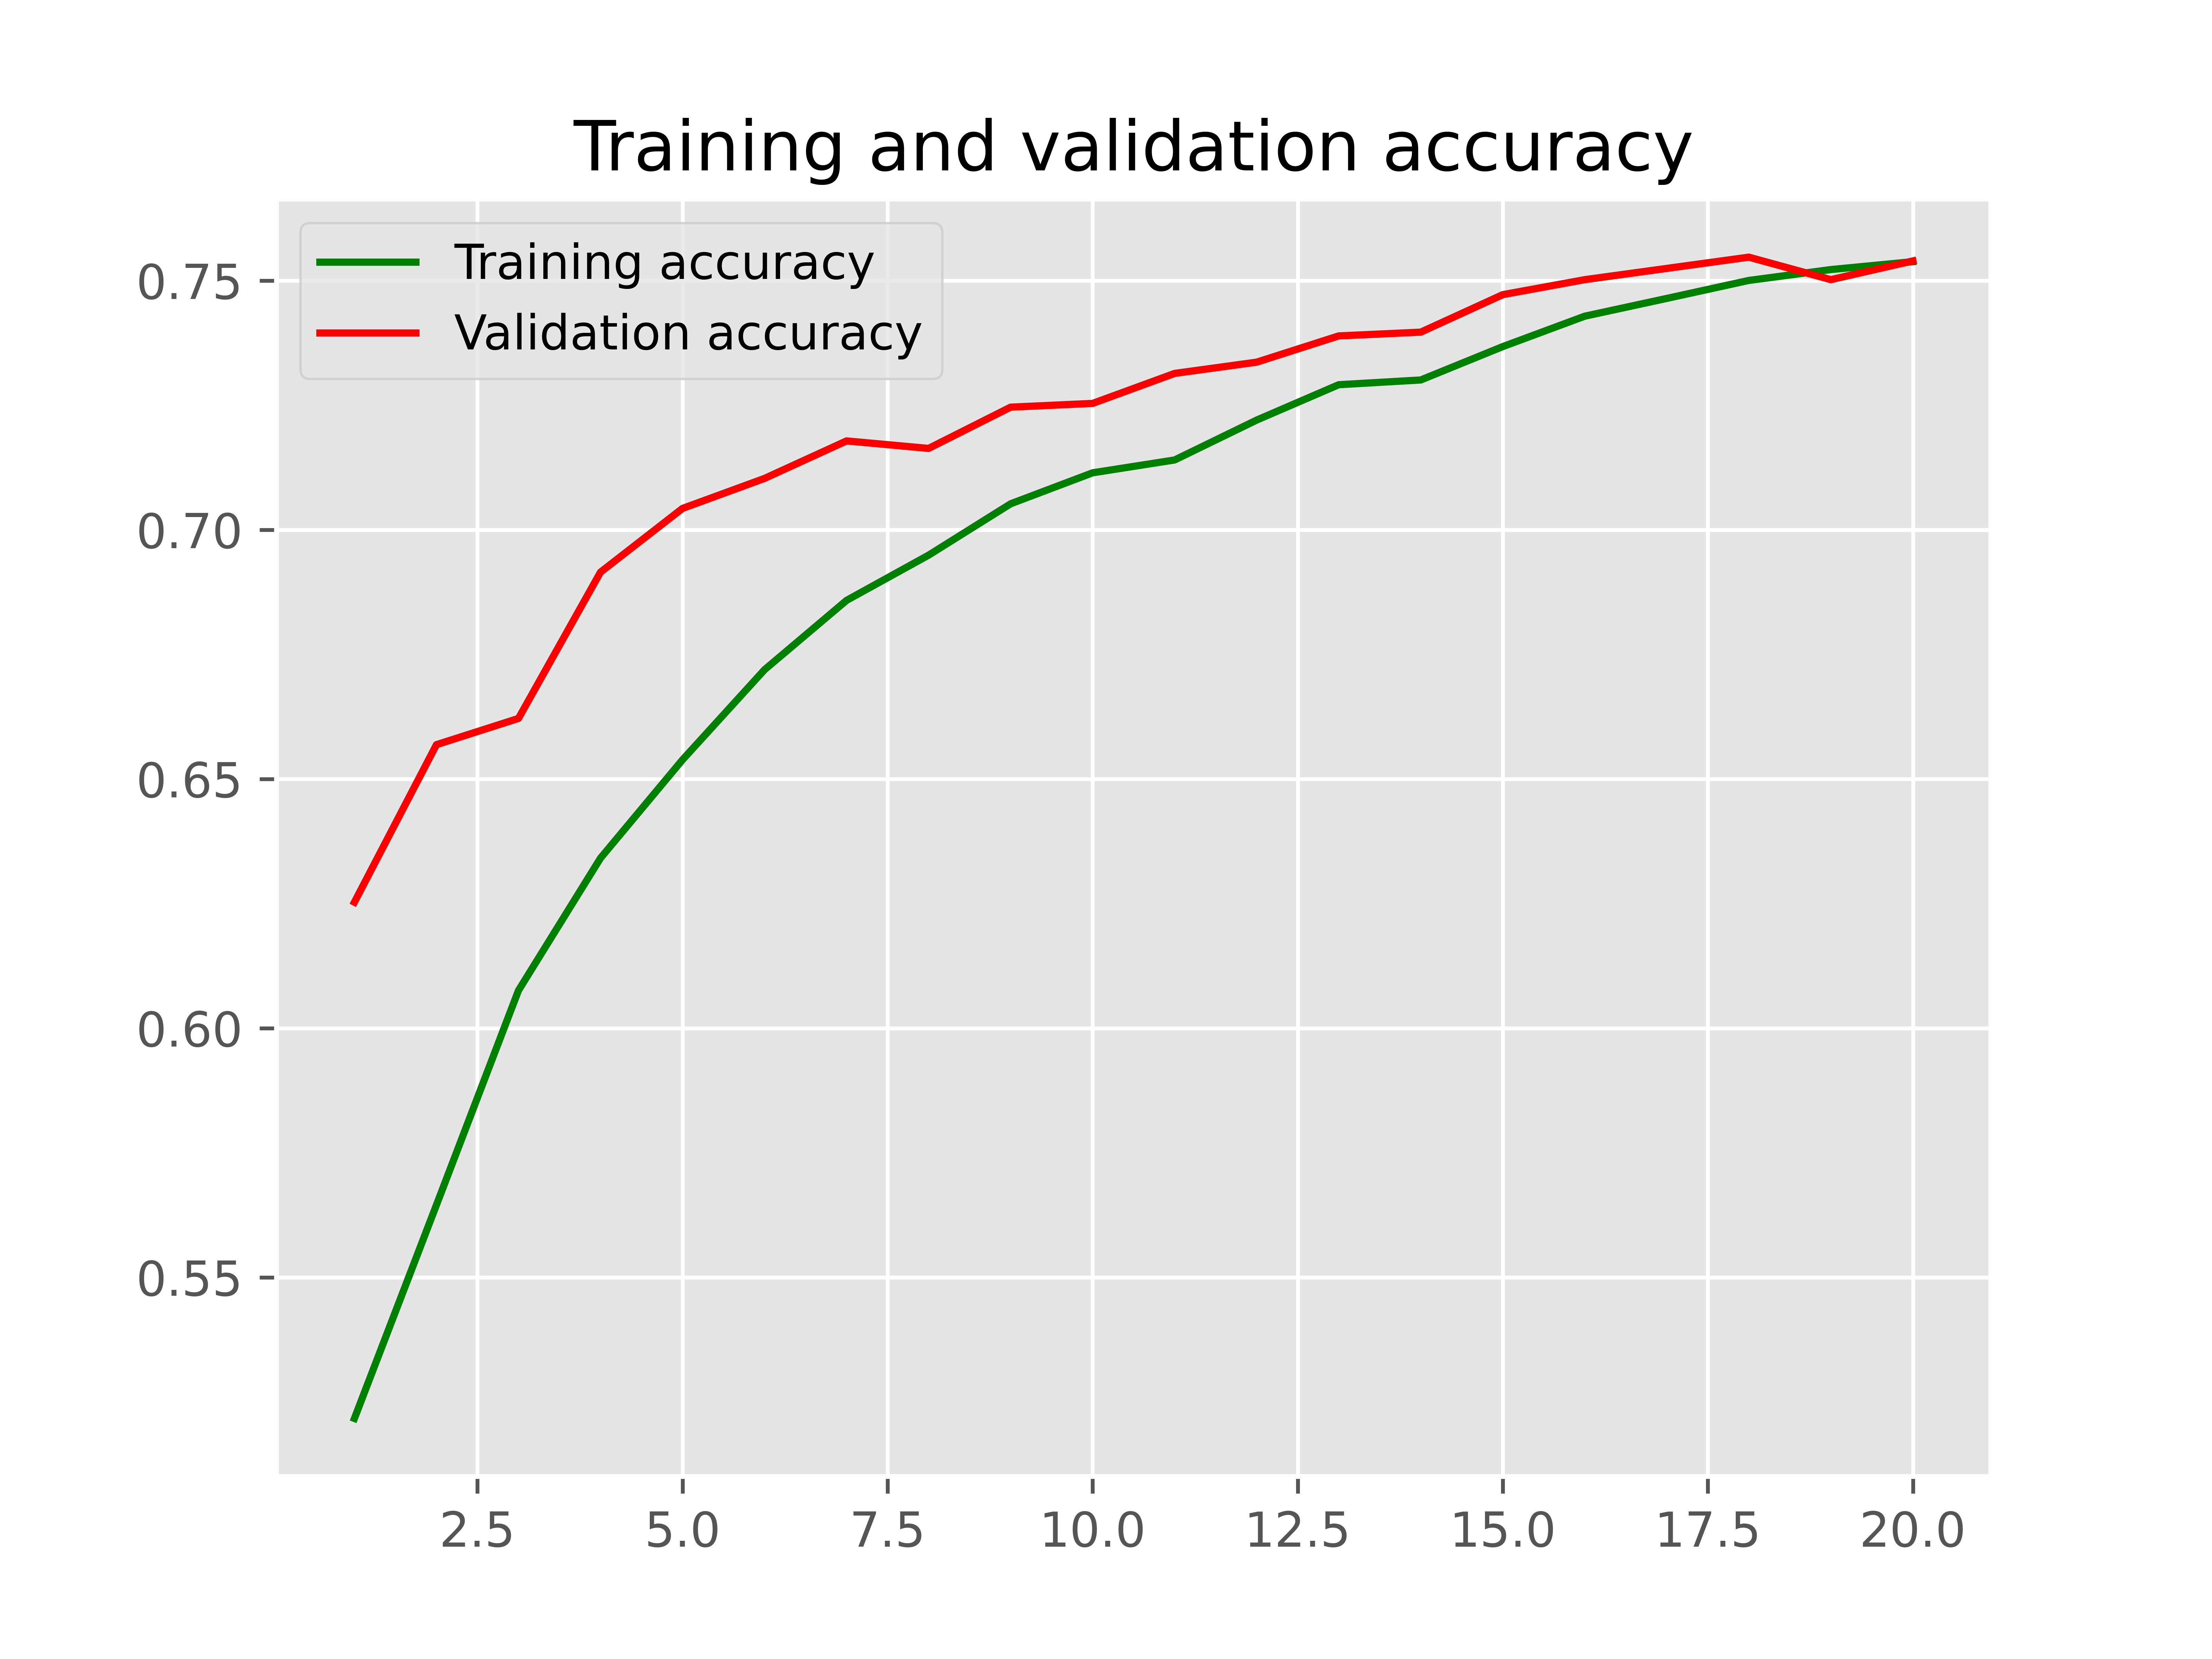 Training and validation accuracy
Training accuracy
Validation accuracy
0.75
0.70
0.65
0.60
0.55
2.5 5.0 7.5 10.0 12.5 15.0 17.5 20.0